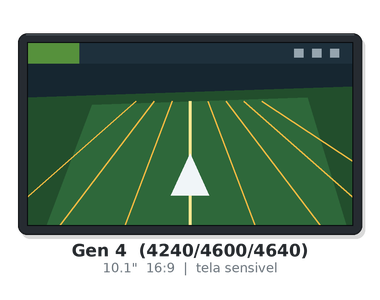 Gen 4  (4240/4600/4640)
10.1" 16:9  |  tela sensivel